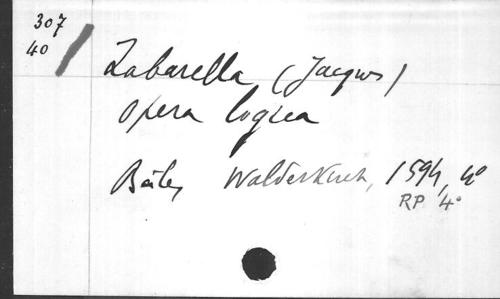 307
40
Zabarella (Jacques)
Opera logica
Bâle, Waldkirch, 1594, 4°
RP 4°